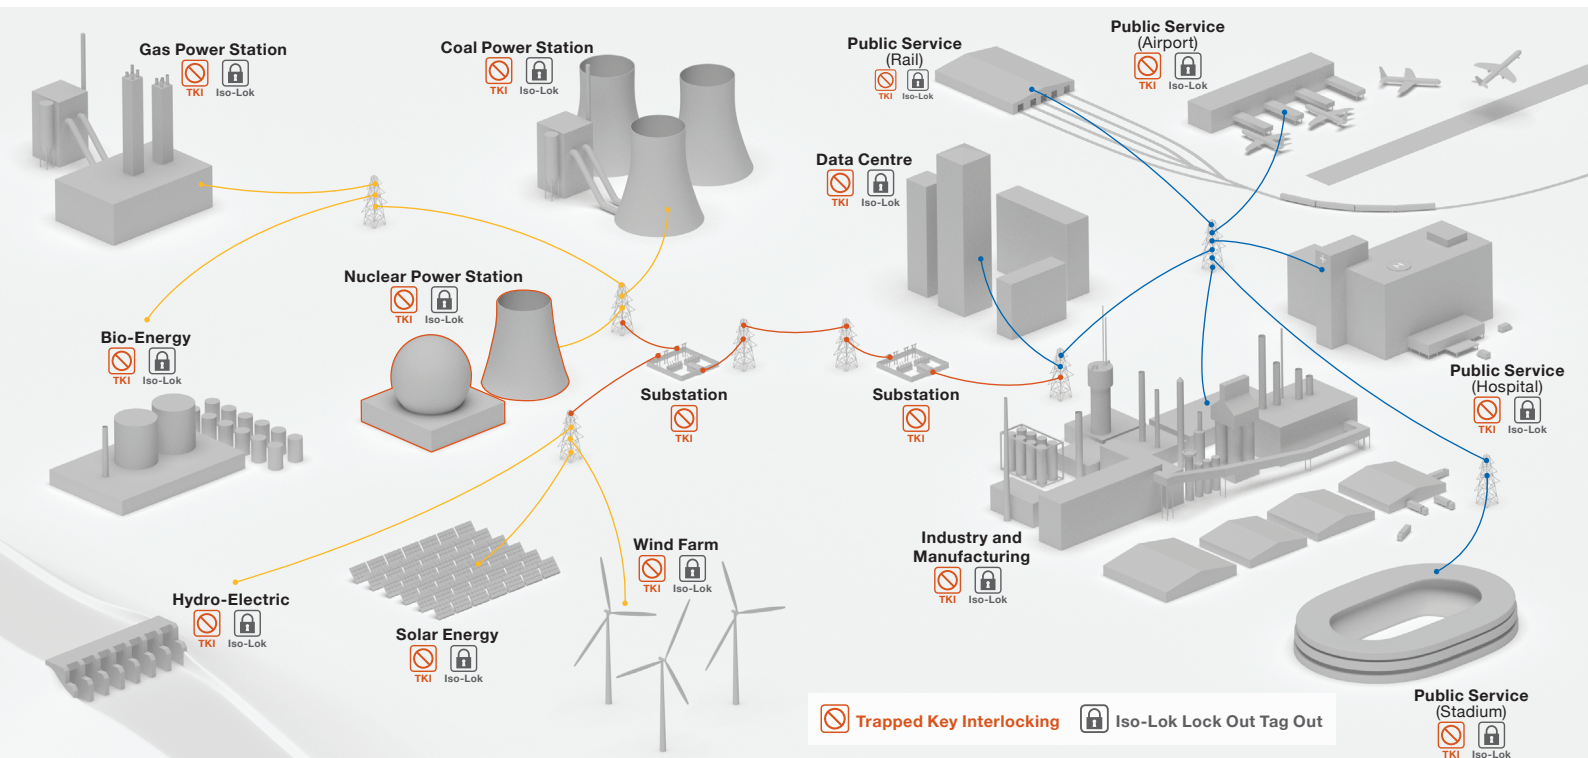 Gas Power Station
TKI Iso-Lok
Coal Power Station
TKI Iso-Lok
Public Service
(Rail)
TKI Iso-Lok
Public Service
(Airport)
TKI Iso-Lok
Data Centre
TKI Iso-Lok
Nuclear Power Station
TKI Iso-Lok
Bio-Energy
TKI Iso-Lok
Substation
TKI
Substation
TKI
Public Service
(Hospital)
TKI Iso-Lok
Hydro-Electric
TKI Iso-Lok
Solar Energy
TKI Iso-Lok
Wind Farm
TKI Iso-Lok
Industry and
Manufacturing
TKI Iso-Lok
Public Service
(Stadium)
TKI Iso-Lok
Trapped Key Interlocking Iso-Lok Lock Out Tag Out
H